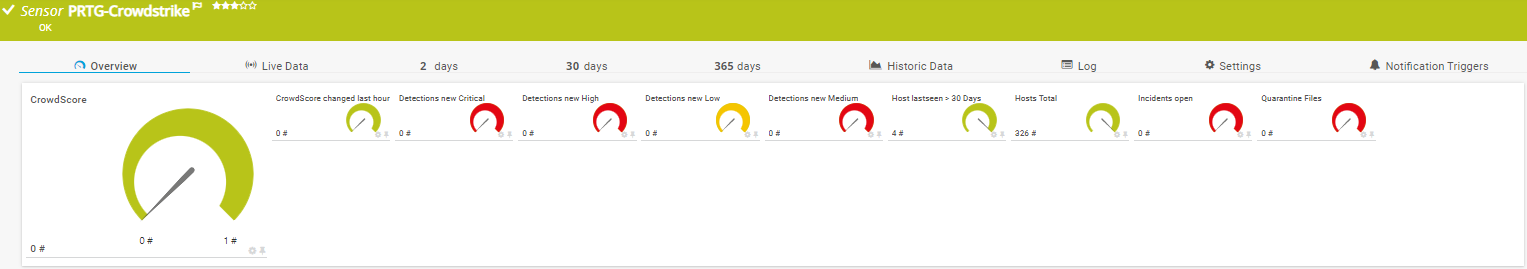 Sensor PRTG-Crowdstrike
OK
Overview
Live Data
2 days
30 days
365 days
Historic Data
Log
Settings
Notification Triggers
CrowdScore
0 #
1 #
0 #
CrowdScore changed last hour
0 #
Detections new Critical
0 #
Detections new High
0 #
Detections new Low
0 #
Detections new Medium
0 #
Host lastseen > 30 Days
4 #
Hosts Total
326 #
Incidents open
0 #
Quarantine Files
0 #